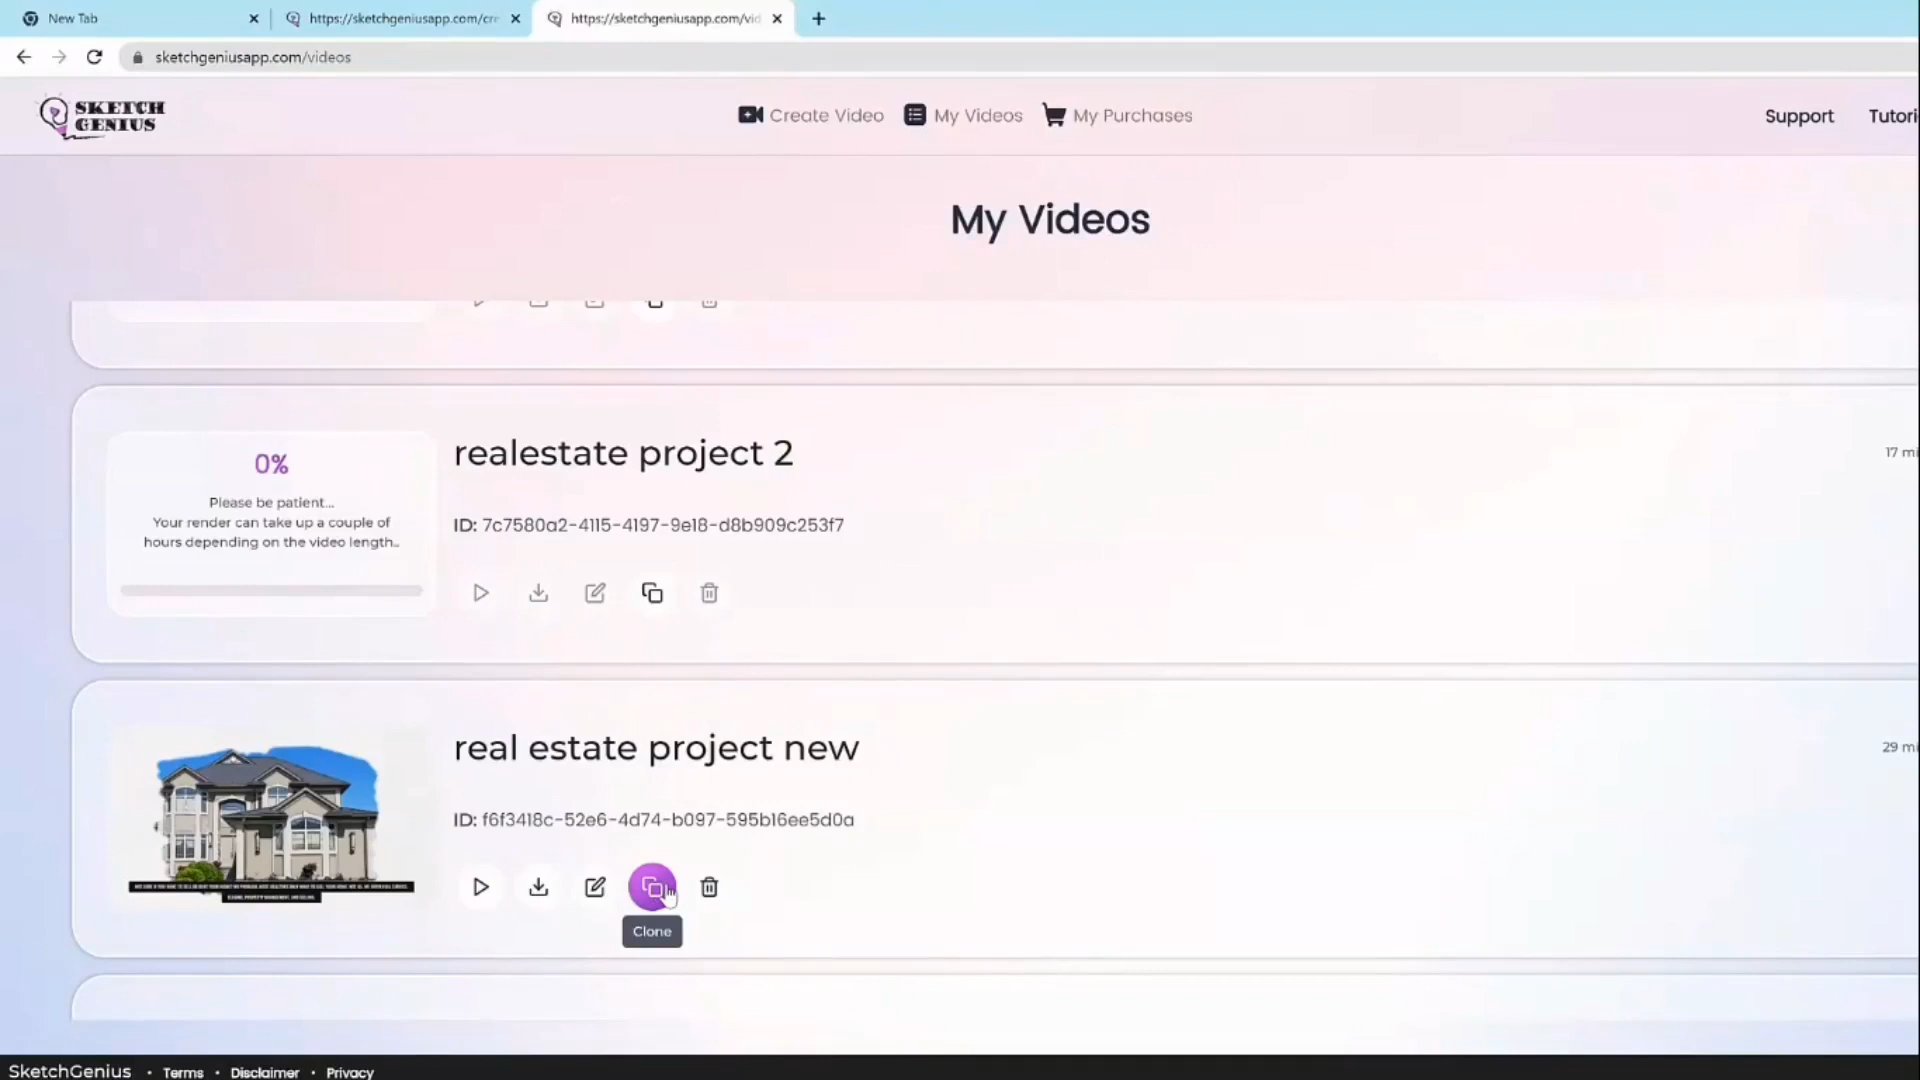 New Tab
https://sketchgeniusapp.com/cre
https://sketchgeniusapp.com/vid
sketchgeniusapp.com/videos
SKETCH GENIUS
Create Video
My Videos
My Purchases
Support
Tutori
My Videos
0%
Please be patient...
Your render can take up a couple of
hours depending on the video length..
realestate project 2
17 mi
ID: 7c7580a2-4115-4197-9e18-d8b909c253f7
real estate project new
29 mi
ID: f6f3418c-52e6-4d74-b097-595b16ee5d0a
Clone
SketchGenius • Terms • Disclaimer • Privacy